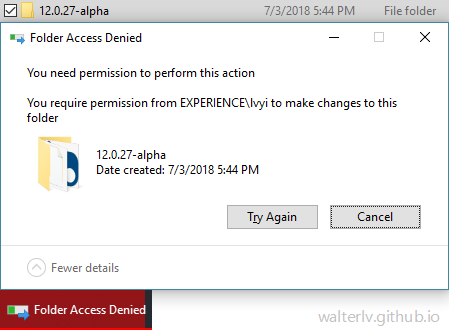 12.0.27-alpha 7/3/2018 5:44 PM File folder
Folder Access Denied
You need permission to perform this action
You require permission from EXPERIENCE\lvyi to make changes to this
folder
12.0.27-alpha
Date created: 7/3/2018 5:44 PM
Try Again Cancel
Fewer details
Folder Access Denied
walterlv.github.io